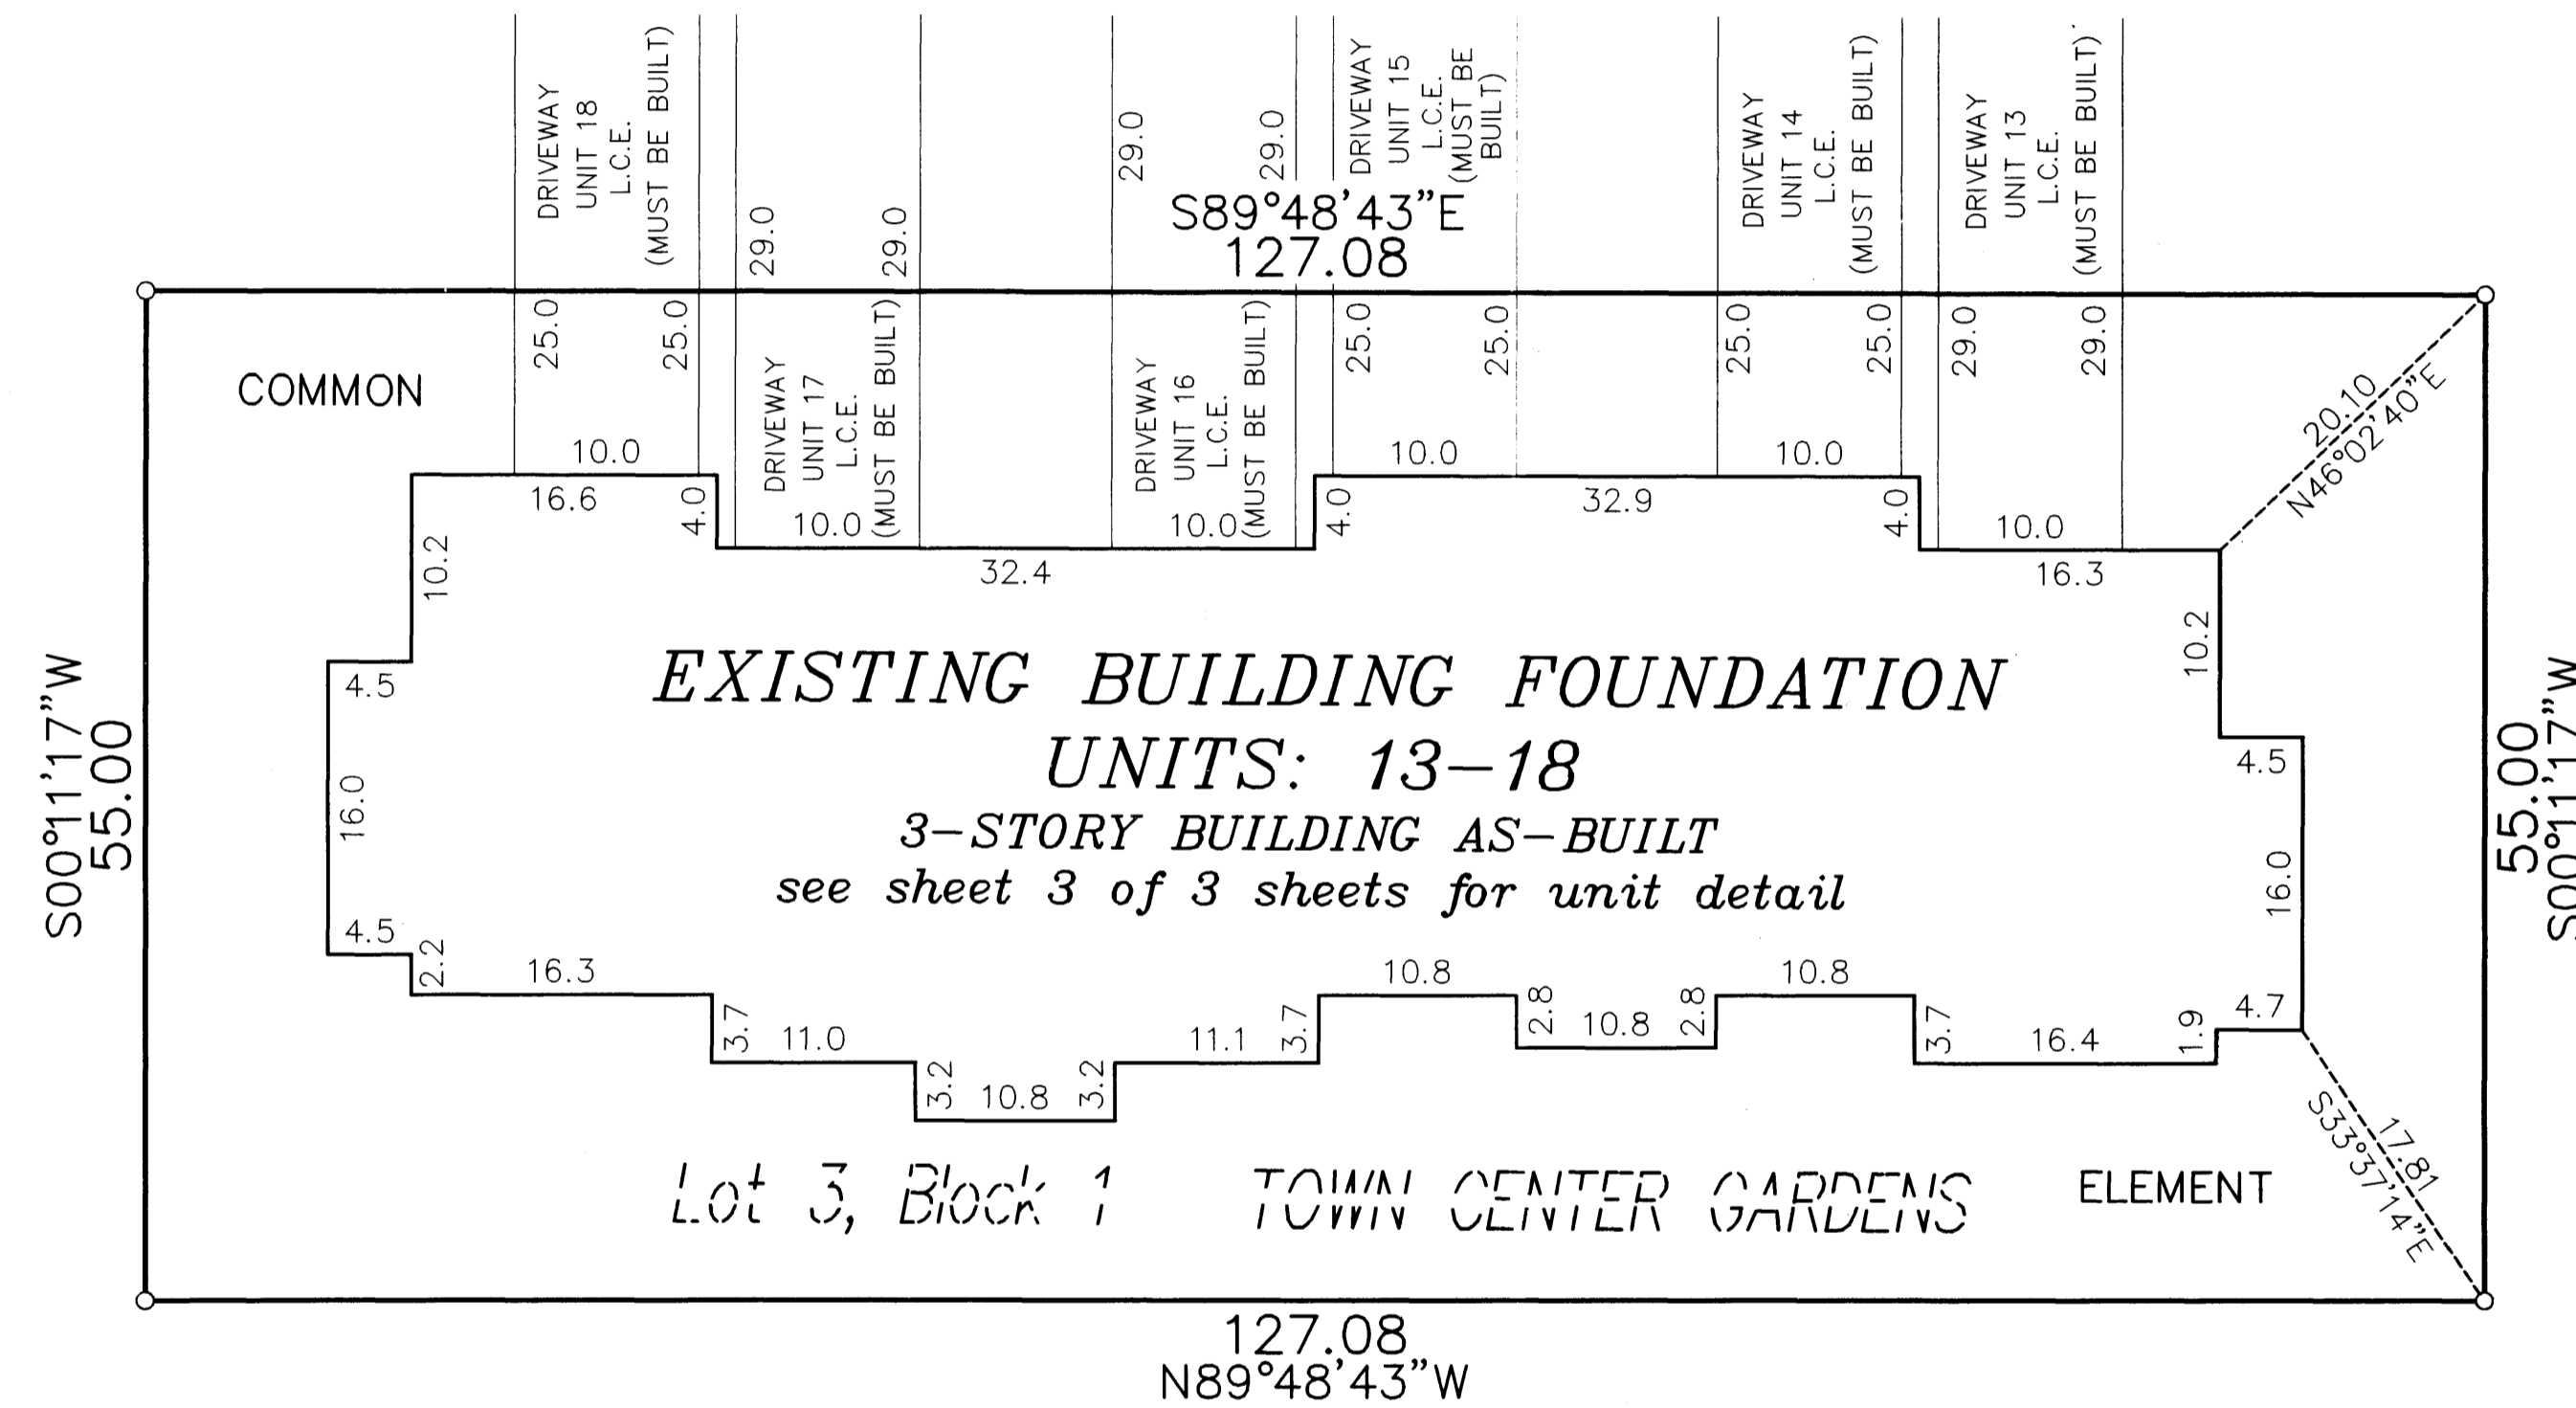 DRIVEWAY
UNIT 18
L.C.E.
(MUST BE BUILT)
29.0
29.0
29.0
29.0
DRIVEWAY
UNIT 15
L.C.E.
(MUST BE
BUILT)
DRIVEWAY
UNIT 14
L.C.E.
(MUST BE BUILT)
DRIVEWAY
UNIT 13
L.C.E.
(MUST BE BUILT)
S89°48'43"E
127.08
25.0
25.0
DRIVEWAY
UNIT 17
L.C.E.
(MUST BE BUILT)
DRIVEWAY
UNIT 16
L.C.E.
(MUST BE BUILT)
25.0
25.0
25.0
25.0
29.0
29.0
20.10
N46°02'40"E
COMMON
10.0
10.0
10.0
10.0
10.0
10.0
16.6
4.0
32.4
4.0
32.9
4.0
16.3
10.2
10.2
4.5
4.5
16.0
16.0
S00°11'17"W
55.00
55.00
S00°11'17"W
EXISTING BUILDING FOUNDATION
UNITS: 13-18
3-STORY BUILDING AS-BUILT
see sheet 3 of 3 sheets for unit detail
4.5
2.2
16.3
3.7
11.0
3.2
10.8
3.2
11.1
3.7
10.8
2.8
10.8
2.8
10.8
3.7
16.4
1.9
4.7
17.81
S33°37'14"E
Lot 3, Block 1 TOWN CENTER GARDENS
ELEMENT
127.08
N89°48'43"W